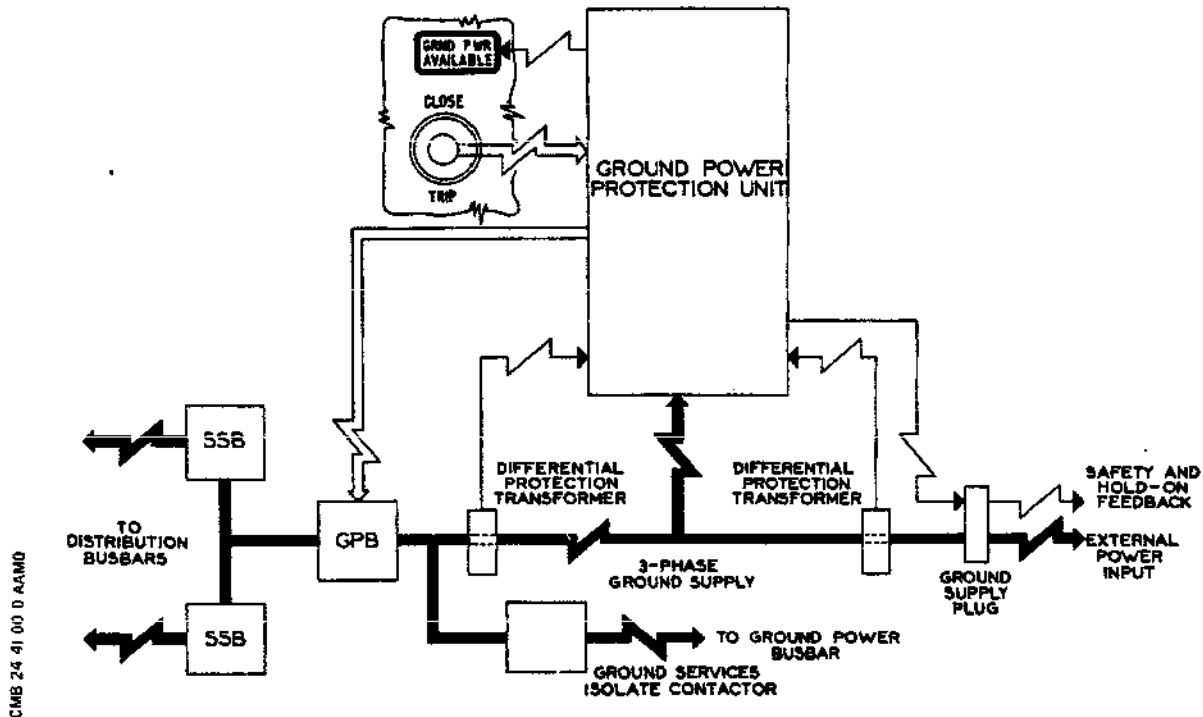 GRND PWR
AVAILABLE
CLOSE
TRIP
GROUND POWER
PROTECTION UNIT
SSB
DIFFERENTIAL
PROTECTION
TRANSFORMER
DIFFERENTIAL
PROTECTION
TRANSFORMER
SAFETY AND
HOLD-ON
FEEDBACK
TO
DISTRIBUTION
BUSBARS
GPB
EXTERNAL
POWER
INPUT
3-PHASE
GROUND SUPPLY
GROUND
SUPPLY
PLUG
SSB
TO GROUND POWER
BUSBAR
GROUND SERVICES
ISOLATE CONTACTOR
CMB 24 41 00 0 AAM0